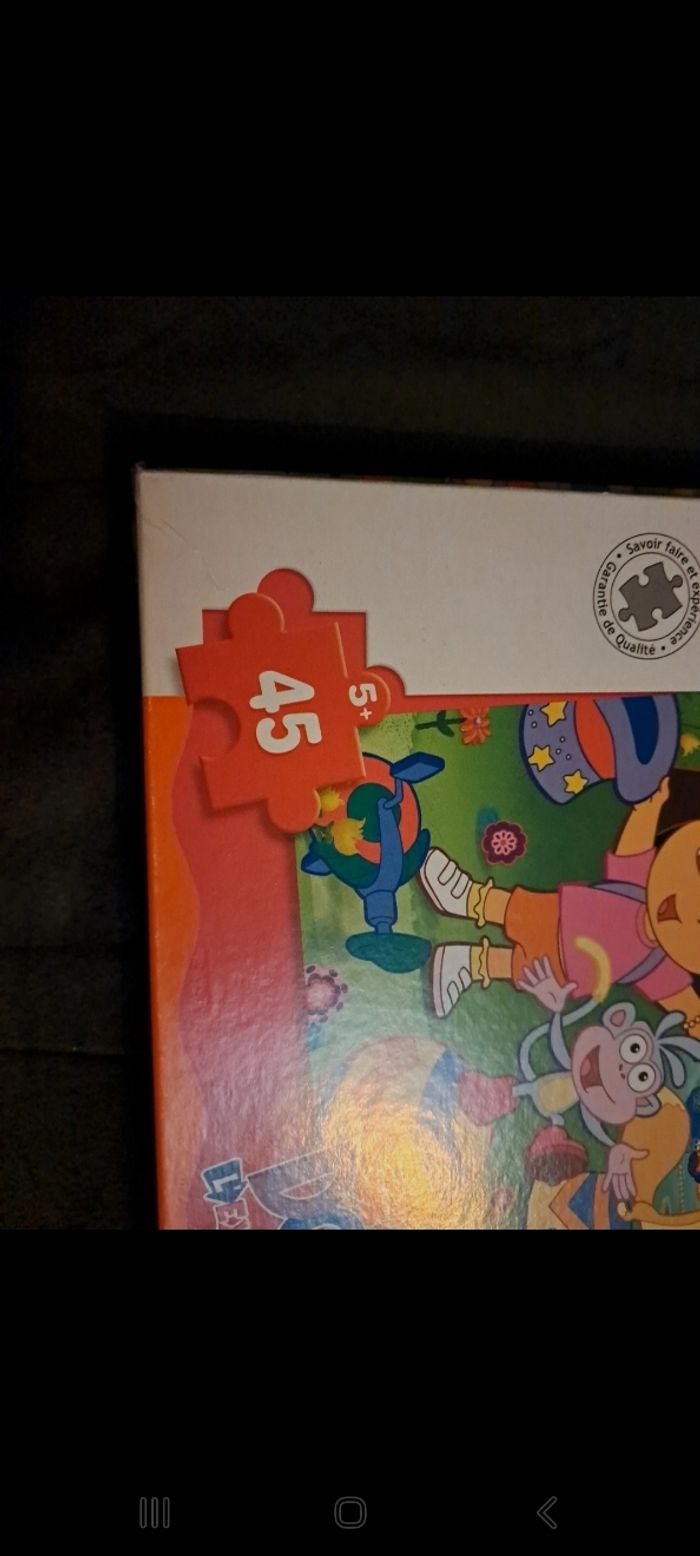 5+
45
Savoir faire et expérience
Garantie de Qualité